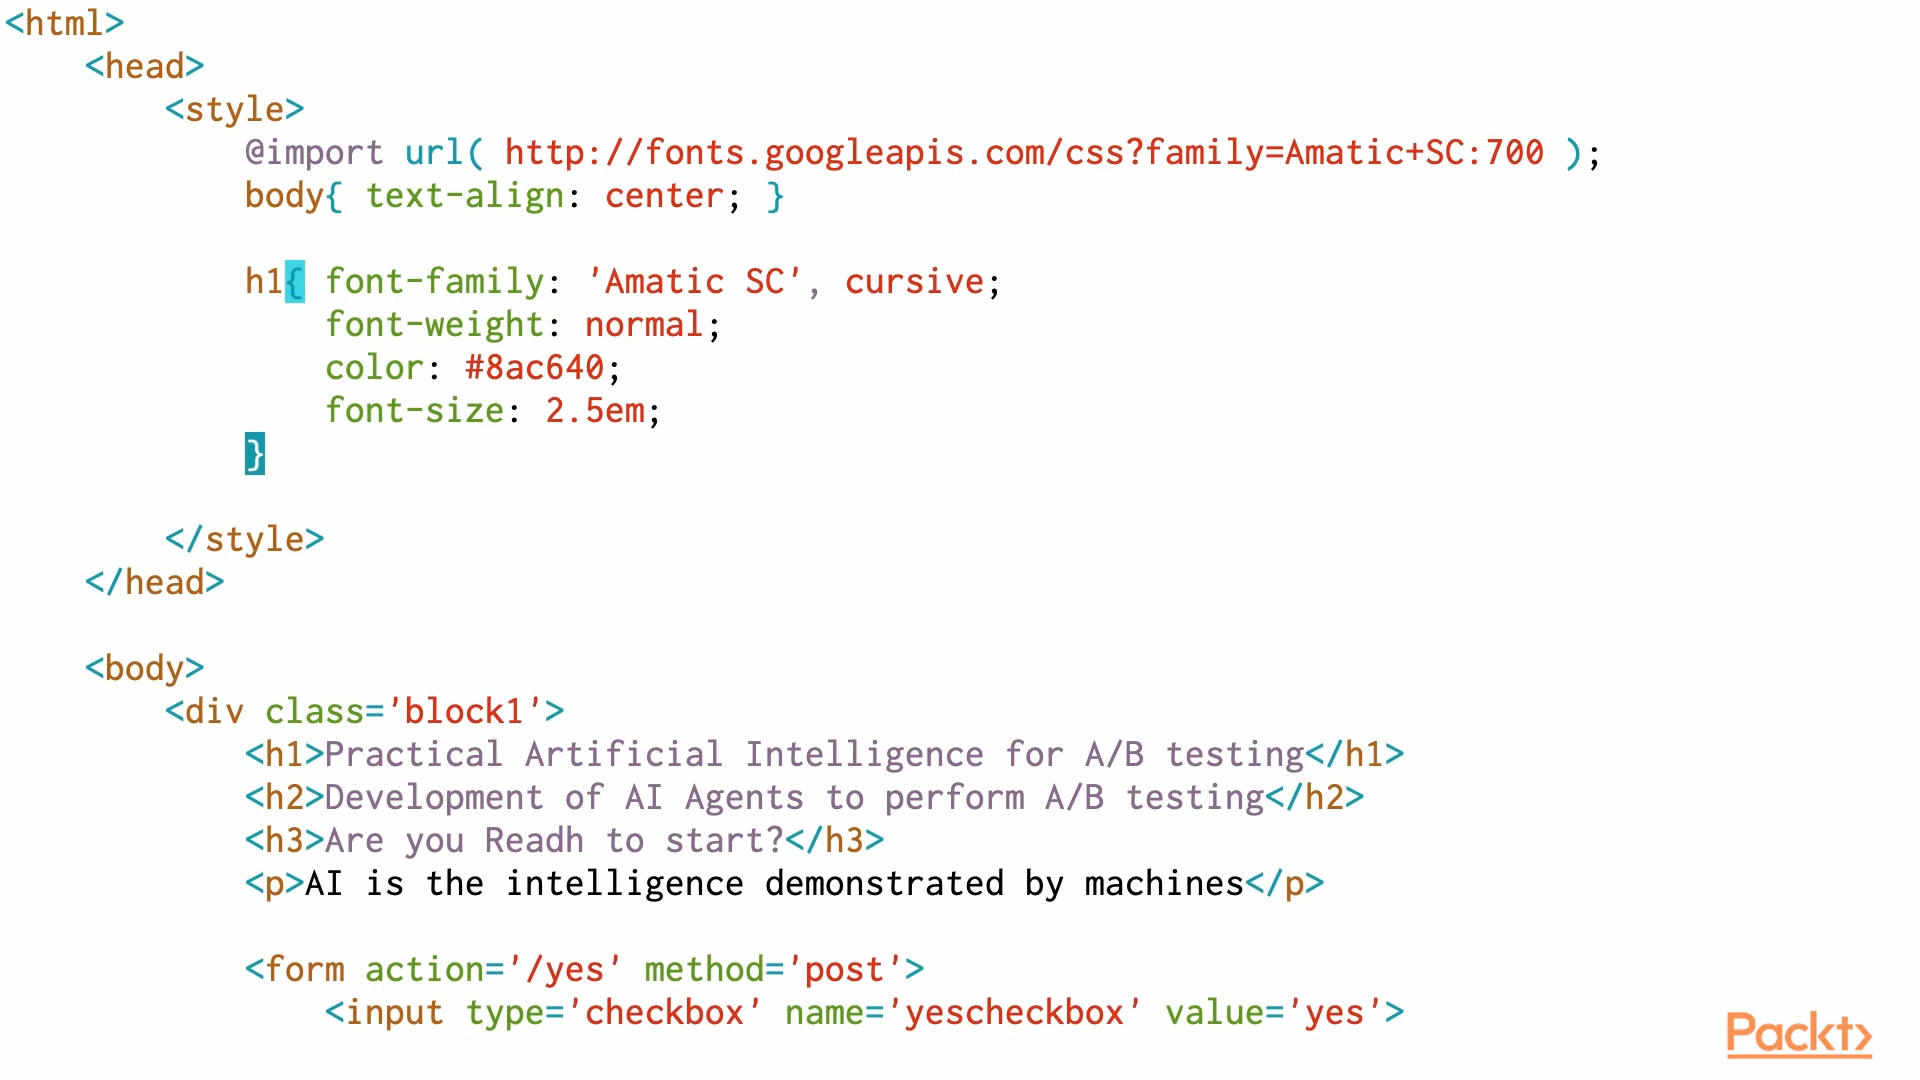 <html>
<head>
<style>
@import url( http://fonts.googleapis.com/css?family=Amatic+SC:700 );
body{ text-align: center; }
h1{ font-family: 'Amatic SC', cursive;
font-weight: normal;
color: #8ac640;
font-size: 2.5em;
}
</style>
</head>
<body>
<div class='block1'>
<h1>Practical Artificial Intelligence for A/B testing</h1>
<h2>Development of AI Agents to perform A/B testing</h2>
<h3>Are you Readh to start?</h3>
<p>AI is the intelligence demonstrated by machines</p>
<form action='/yes' method='post'>
<input type='checkbox' name='yescheckbox' value='yes'>
Packt>